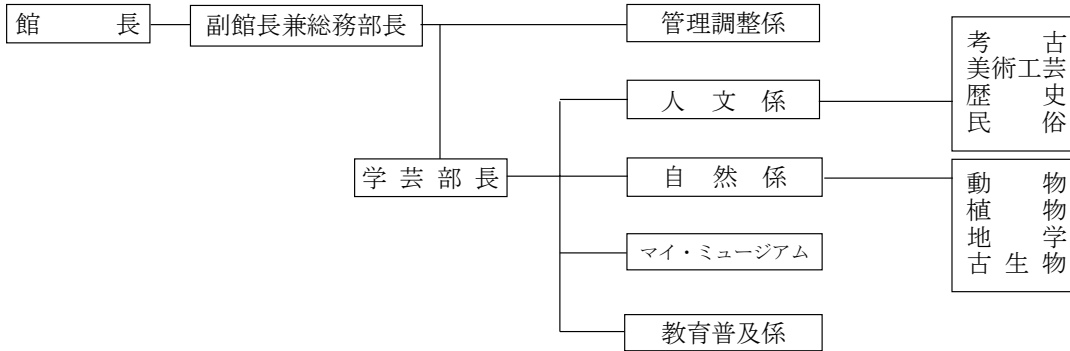 館長
副館長兼総務部長
管理調整係
考古
美術工芸
歴史
民俗
人文係
学芸部長
自然係
動物
植物
地学
古生物
マイ・ミュージアム
教育普及係